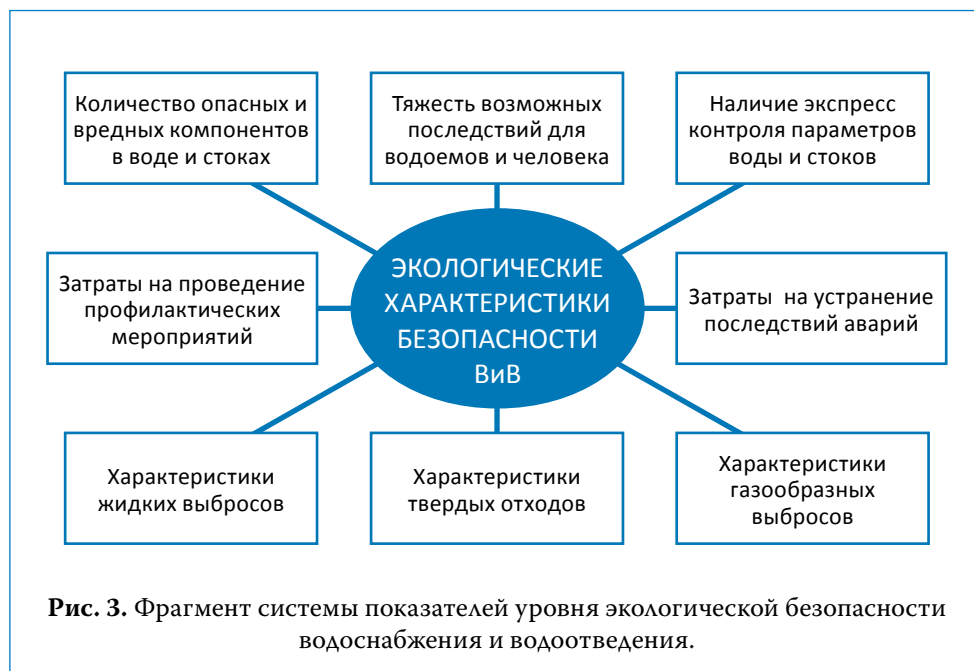 Количество опасных и
вредных компонентов
в воде и стоках
Тяжесть возможных
последствий для
водоемов и человека
Наличие экспресс
контроля параметров
воды и стоков
Затраты на проведение
профилактических
мероприятий
ЭКОЛОГИЧЕСКИЕ
ХАРАКТЕРИСТИКИ
БЕЗОПАСНОСТИ
ВиВ
Затраты на устранение
последствий аварий
Характеристики
жидких выбросов
Характеристики
твердых отходов
Характеристики
газообразных
выбросов
Рис. 3. Фрагмент системы показателей уровня экологической безопасности
водоснабжения и водоотведения.